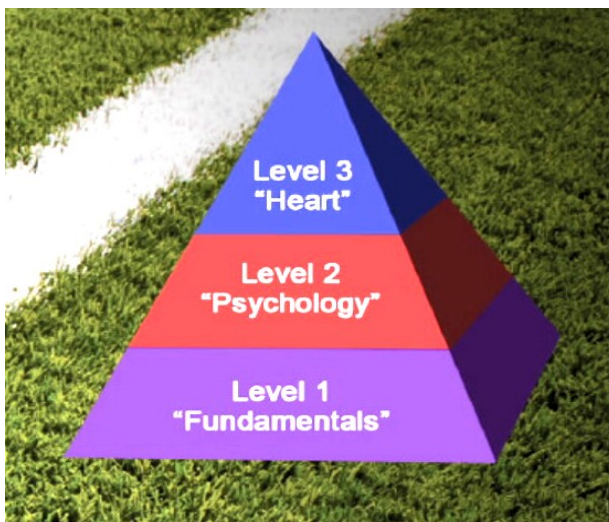 Level 3
“Heart”
Level 2
“Psychology”
Level 1
“Fundamentals”